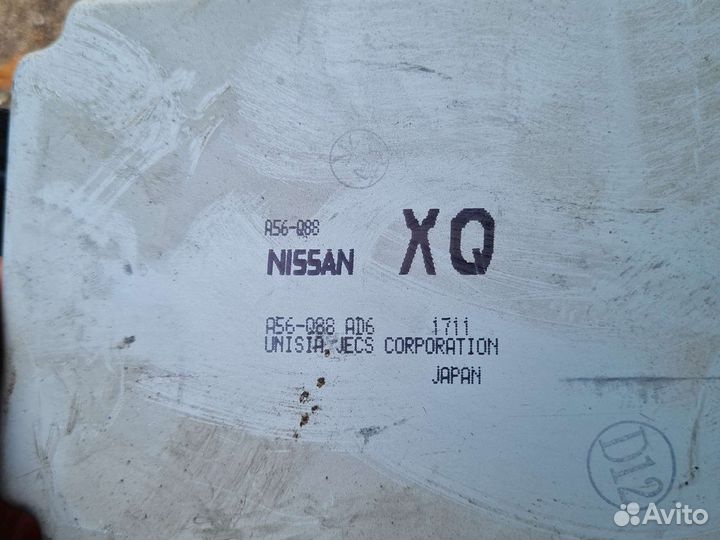 A56-Q88
NISSAN XQ
A56-Q88 AD6 1711
UNISIA JECS CORPORATION
JAPAN
D12
Avito